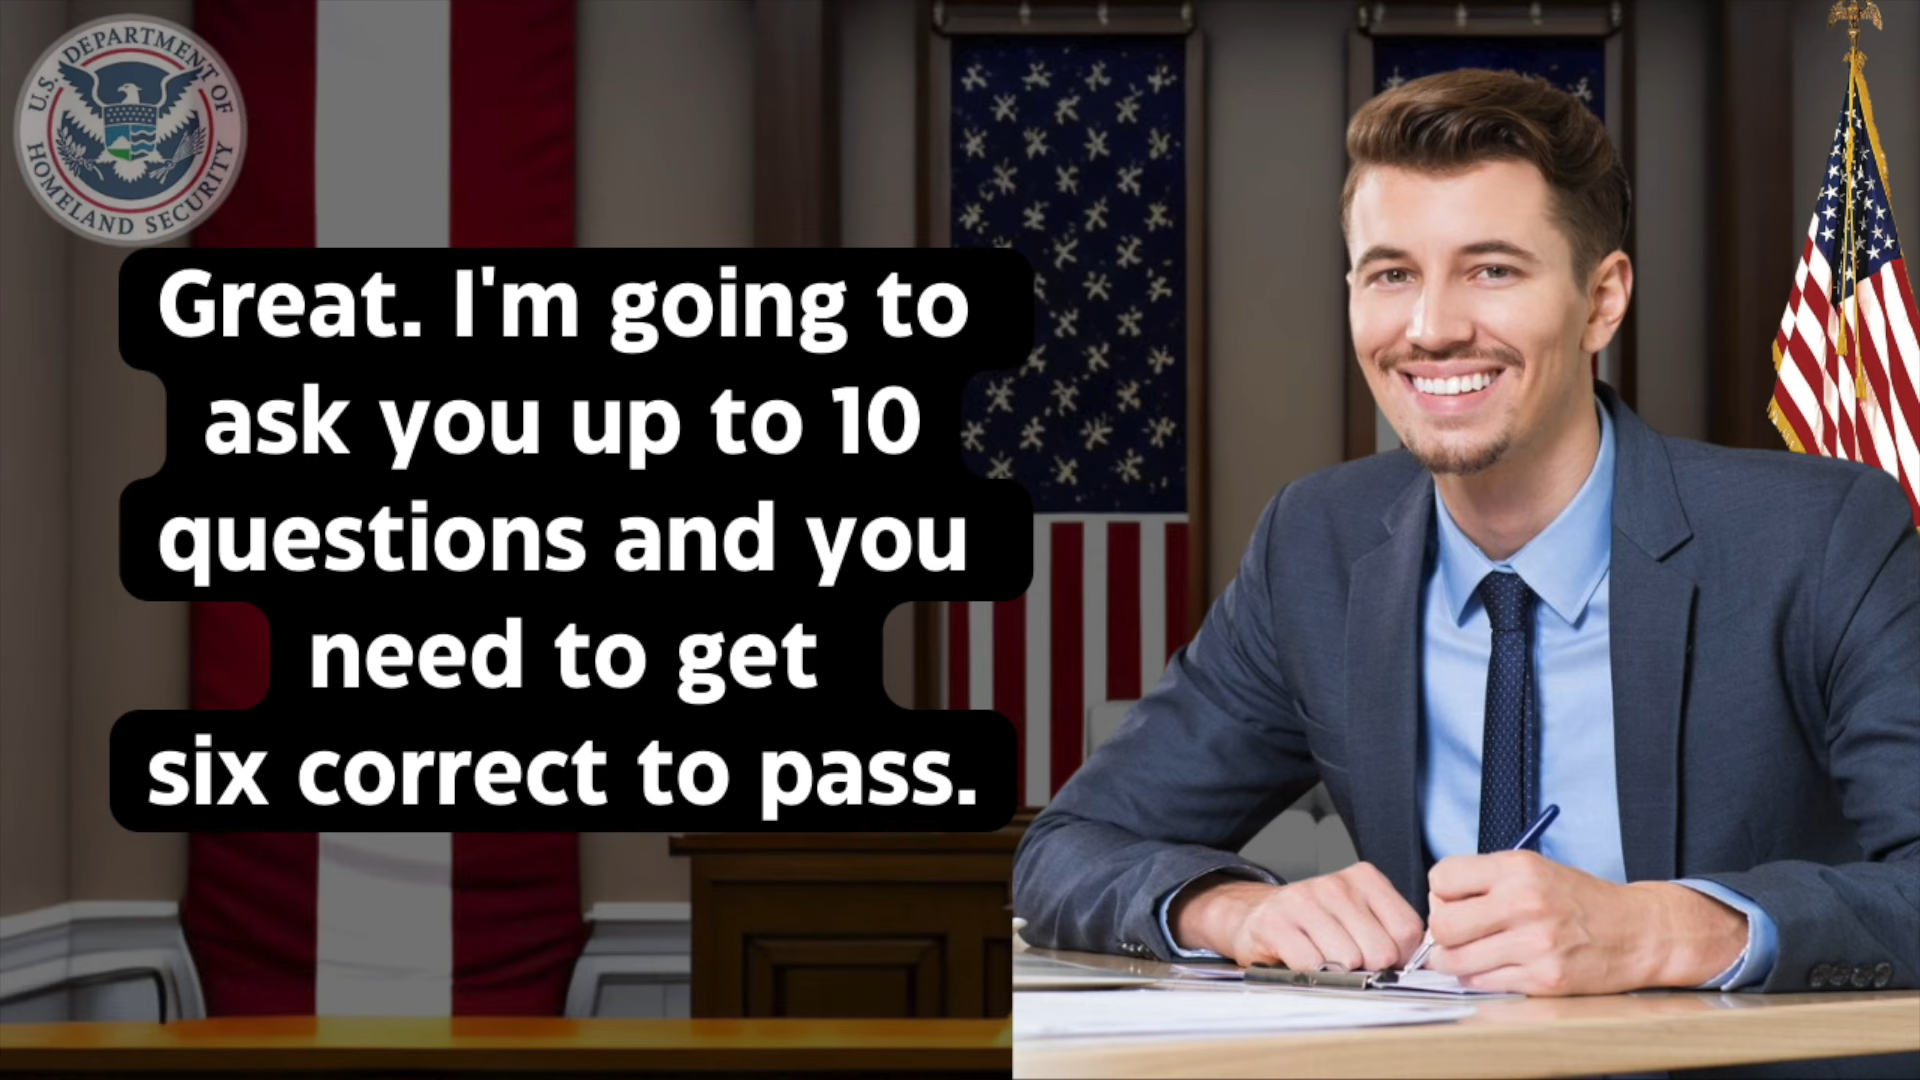 U.S. DEPARTMENT OF
HOMELAND SECURITY
Great. I'm going to
ask you up to 10
questions and you
need to get
six correct to pass.